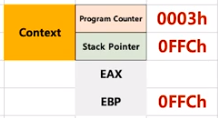 Context
Program Counter 0003h
Stack Pointer 0FFCh
EAX
EBP 0FFCh